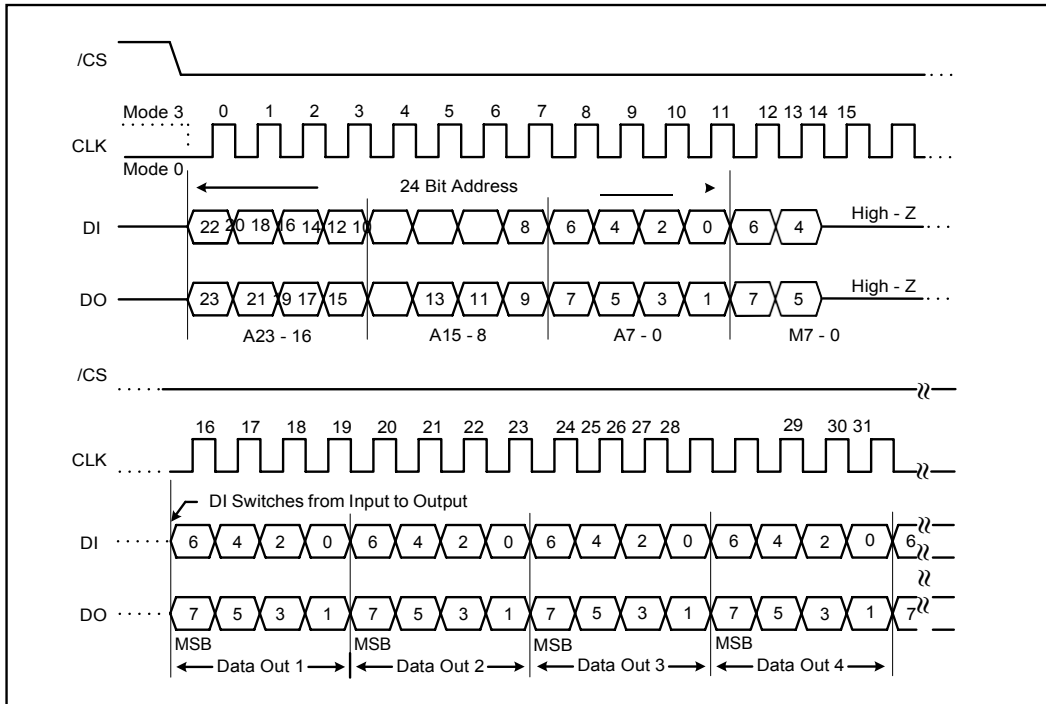 /CS
Mode 3 0 1 2 3 4 5 6 7 8 9 10 11 12 13 14 15
CLK
Mode 0
24 Bit Address
DI 22 20 18 16 14 12 10 8 6 4 2 0 6 4 High - Z
DO 23 21 19 17 15 13 11 9 7 5 3 1 7 5 High - Z
A23 - 16 A15 - 8 A7 - 0 M7 - 0
/CS
16 17 18 19 20 21 22 23 24 25 26 27 28 29 30 31
CLK
DI Switches from Input to Output
DI 6 4 2 0 6 4 2 0 6 4 2 0 6 4 2 0 6
DO 7 5 3 1 7 5 3 1 7 5 3 1 7 5 3 1 7
MSB MSB MSB MSB
Data Out 1 Data Out 2 Data Out 3 Data Out 4